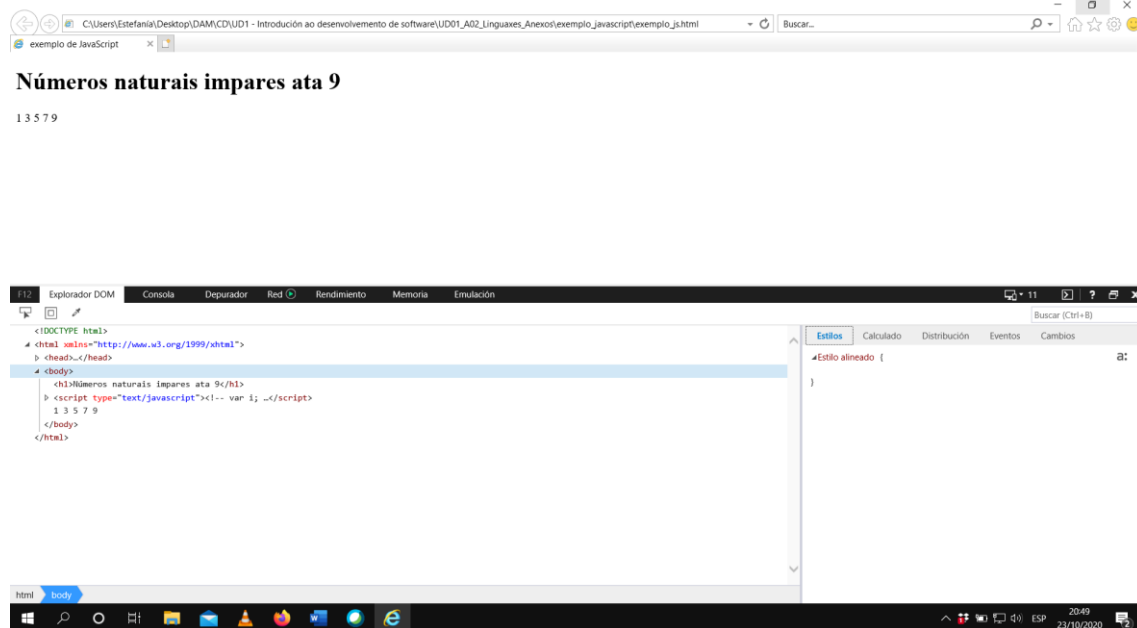 C:\Users\Estefanía\Desktop\DAM\CD\UD1 - Introdución ao desenvolvemento de software\UD01_A02_Linguaxes_Anexos\exemplo_javascript\exemplo_js.html
Buscar...
exemplo de JavaScript
Números naturais impares ata 9
1 3 5 7 9
F12 Explorador DOM Consola Depurador Red Rendimiento Memoria Emulación 11 ?
Buscar (Ctrl+B)
<!DOCTYPE html>
<html xmlns="http://www.w3.org/1999/xhtml">
<head>…</head>
<body>
<h1>Números naturais impares ata 9</h1>
<script type="text/javascript"><!-- var i; …</script>
1 3 5 7 9
</body>
</html>
Estilos Calculado Distribución Eventos Cambios
Estilo alineado {
a:
}
html body
ESP
20:49
23/10/2020
2